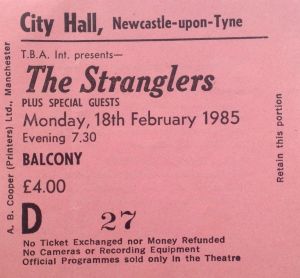 City Hall, Newcastle-upon-Tyne
T.B.A. Int. presents—
The Stranglers
PLUS SPECIAL GUESTS
Monday, 18th February 1985
Evening 7.30
BALCONY
£4.00
D 27
No Ticket Exchanged nor Money Refunded
No Cameras or Recording Equipment
Official Programmes sold only in the Theatre
A. B. Cooper (Printers) Ltd., Manchester
Retain this portion